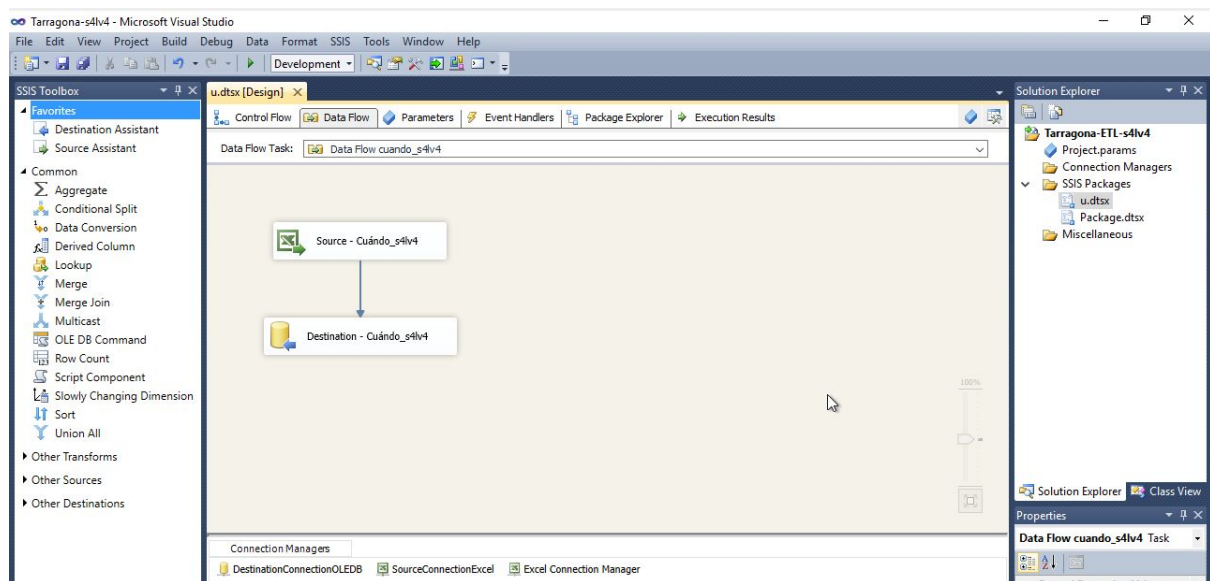 Tarragona-s4lv4 - Microsoft Visual Studio
File Edit View Project Build Debug Data Format SSIS Tools Window Help
Development
SSIS Toolbox
Favorites
Destination Assistant
Source Assistant
Common
Aggregate
Conditional Split
Data Conversion
Derived Column
Lookup
Merge
Merge Join
Multicast
OLE DB Command
Row Count
Script Component
Slowly Changing Dimension
Sort
Union All
Other Transforms
Other Sources
Other Destinations
u.dtsx [Design]
Control Flow Data Flow Parameters Event Handlers Package Explorer Execution Results
Data Flow Task: Data Flow cuando_s4lv4
Source - Cuándo_s4lv4
Destination - Cuándo_s4lv4
100%
Connection Managers
DestinationConnectionOLEDB SourceConnectionExcel Excel Connection Manager
Solution Explorer
Tarragona-ETL-s4lv4
Project.params
Connection Managers
SSIS Packages
u.dtsx
Package.dtsx
Miscellaneous
Solution Explorer Class View
Properties
Data Flow cuando_s4lv4 Task